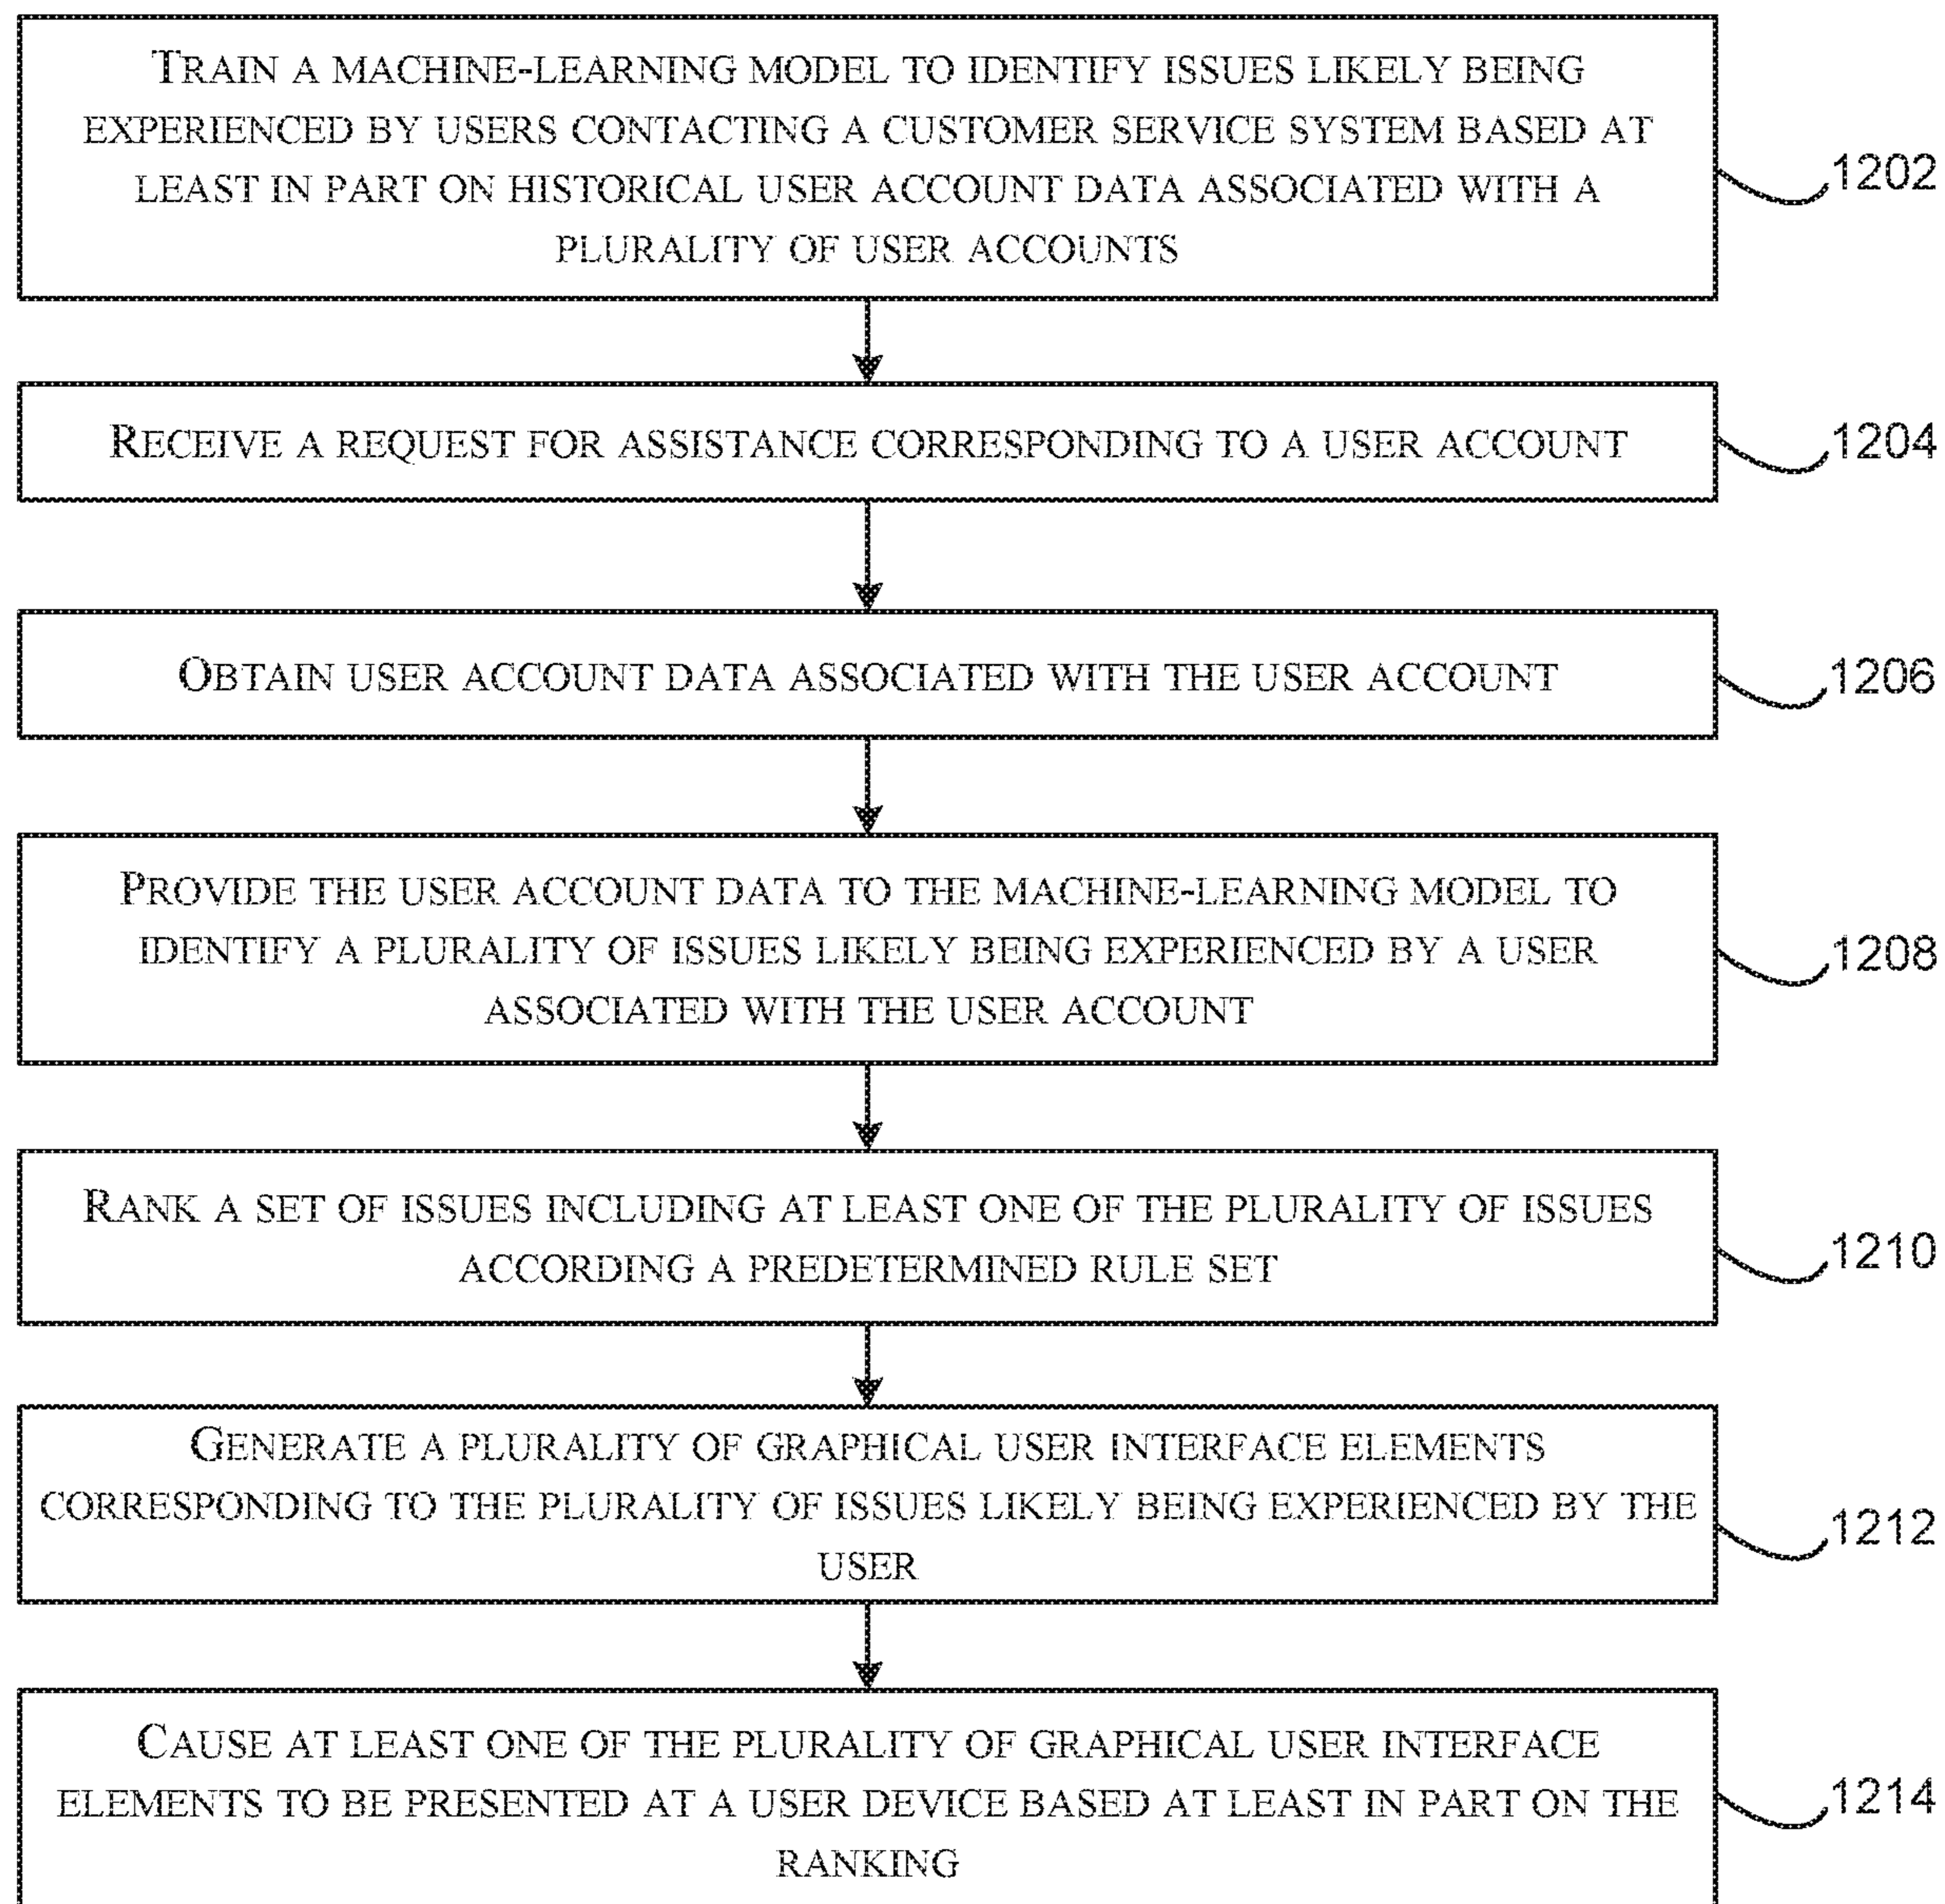 TRAIN A MACHINE-LEARNING MODEL TO IDENTIFY ISSUES LIKELY BEING
EXPERIENCED BY USERS CONTACTING A CUSTOMER SERVICE SYSTEM BASED AT
LEAST IN PART ON HISTORICAL USER ACCOUNT DATA ASSOCIATED WITH A
PLURALITY OF USER ACCOUNTS
1202
RECEIVE A REQUEST FOR ASSISTANCE CORRESPONDING TO A USER ACCOUNT
1204
OBTAIN USER ACCOUNT DATA ASSOCIATED WITH THE USER ACCOUNT
1206
PROVIDE THE USER ACCOUNT DATA TO THE MACHINE-LEARNING MODEL TO
IDENTIFY A PLURALITY OF ISSUES LIKELY BEING EXPERIENCED BY A USER
ASSOCIATED WITH THE USER ACCOUNT
1208
RANK A SET OF ISSUES INCLUDING AT LEAST ONE OF THE PLURALITY OF ISSUES
ACCORDING A PREDETERMINED RULE SET
1210
GENERATE A PLURALITY OF GRAPHICAL USER INTERFACE ELEMENTS
CORRESPONDING TO THE PLURALITY OF ISSUES LIKELY BEING EXPERIENCED BY THE
USER
1212
CAUSE AT LEAST ONE OF THE PLURALITY OF GRAPHICAL USER INTERFACE
ELEMENTS TO BE PRESENTED AT A USER DEVICE BASED AT LEAST IN PART ON THE
RANKING
1214